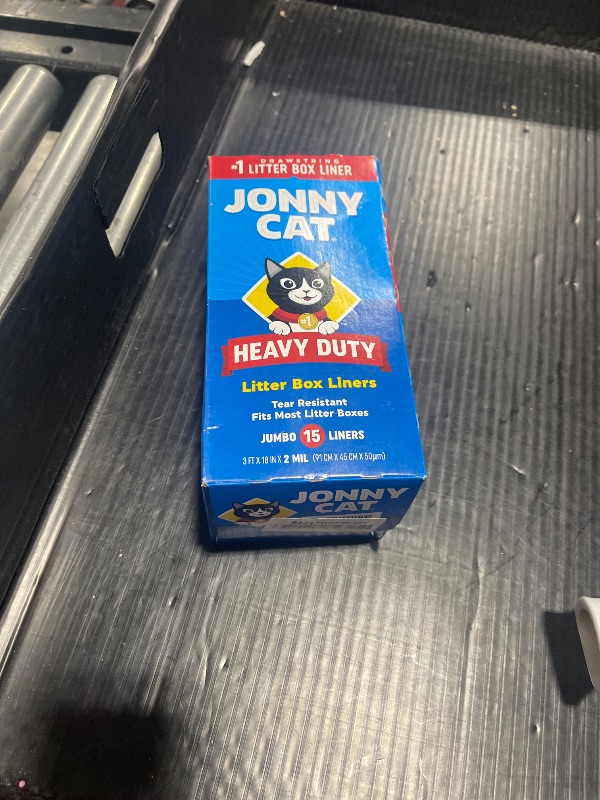 DRAWSTRING
#1 LITTER BOX LINER
JONNY
CAT
#1
HEAVY DUTY
Litter Box Liners
Tear Resistant
Fits Most Litter Boxes
JUMBO 15 LINERS
3 FT X 18 IN X 2 MIL (91 CM X 45 CM X 50µm)
JONNY
CAT